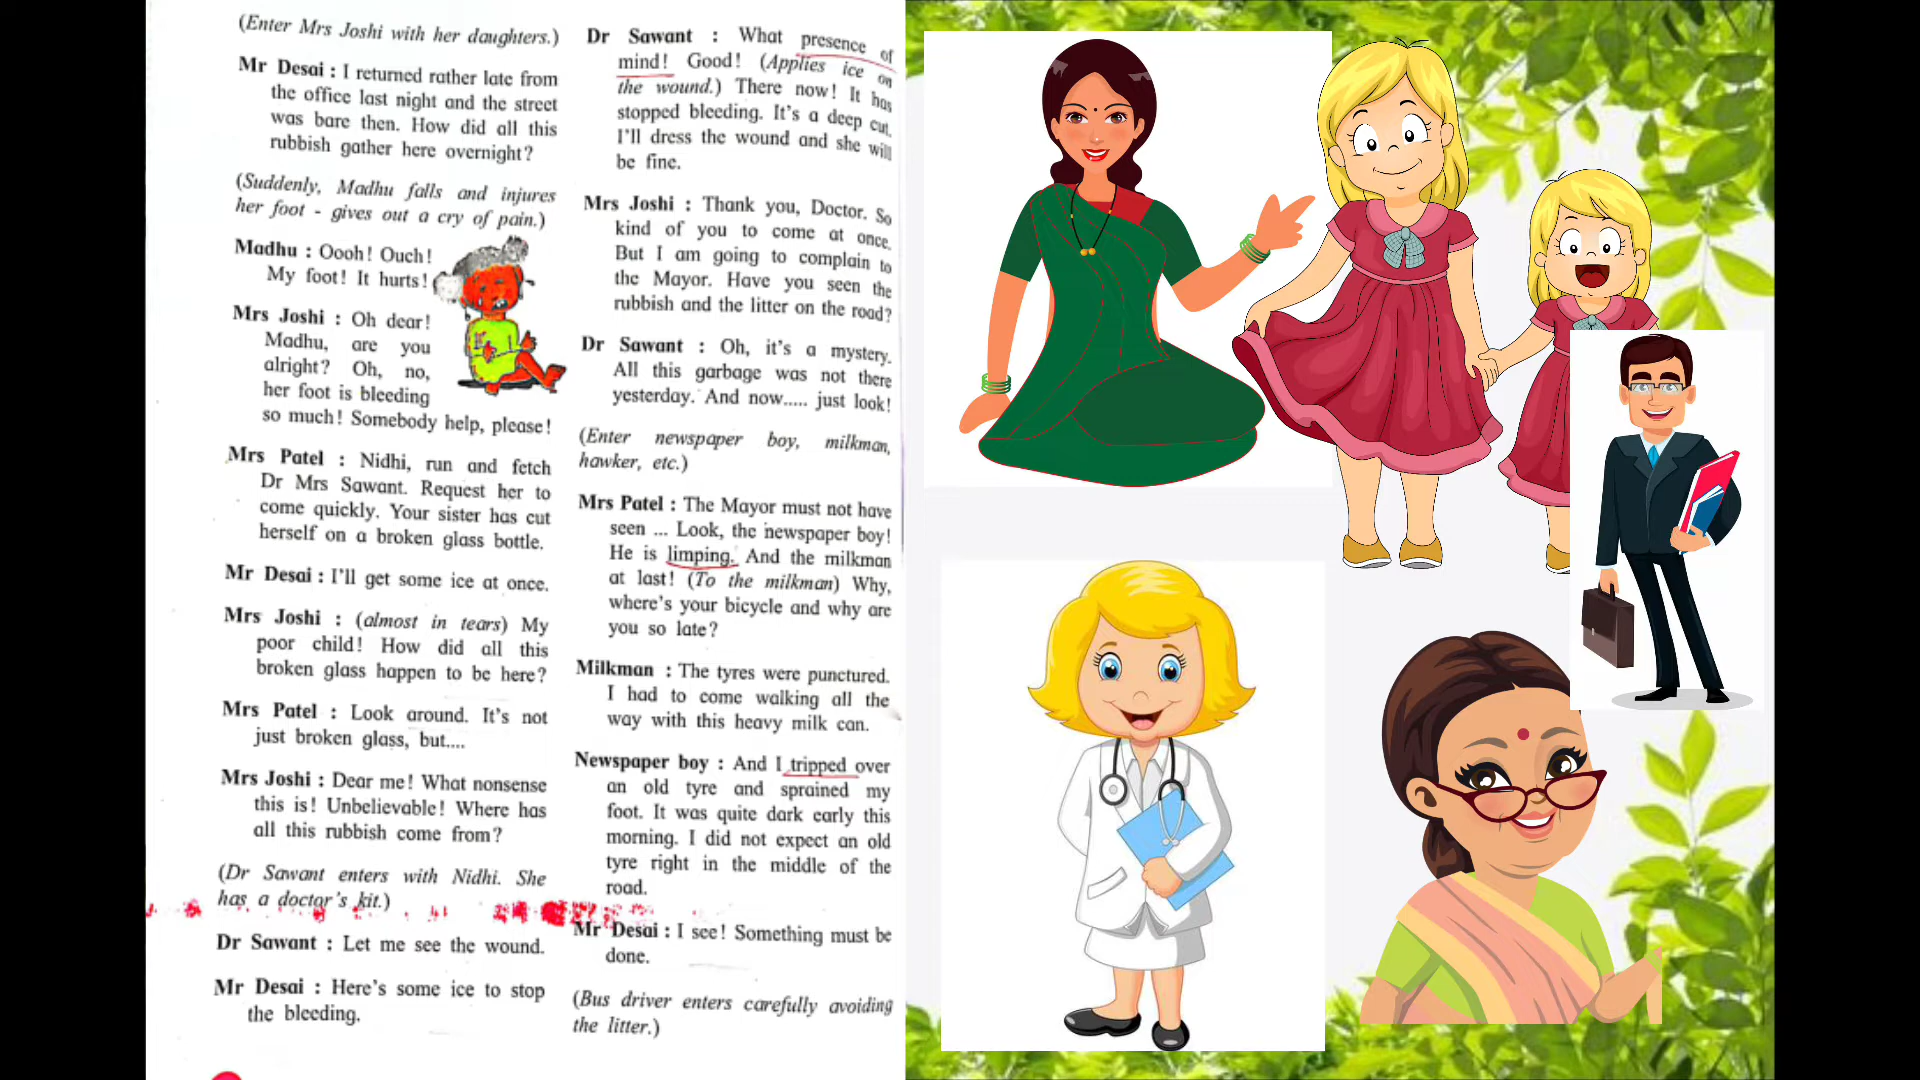 (Enter Mrs Joshi with her daughters.)
Mr Desai : I returned rather late from
the office last night and the street
was bare then. How did all this
rubbish gather here overnight?
(Suddenly, Madhu falls and injures
her foot - gives out a cry of pain.)
Madhu : Oooh! Ouch!
My foot! It hurts!
Mrs Joshi : Oh dear!
Madhu, are you
alright? Oh, no,
her foot is bleeding
so much! Somebody help, please!
Mrs Patel : Nidhi, run and fetch
Dr Mrs Sawant. Request her to
come quickly. Your sister has cut
herself on a broken glass bottle.
Mr Desai : I'll get some ice at once.
Mrs Joshi : (almost in tears) My
poor child! How did all this
broken glass happen to be here?
Mrs Patel : Look around. It's not
just broken glass, but....
Mrs Joshi : Dear me! What nonsense
this is! Unbelievable! Where has
all this rubbish come from?
(Dr Sawant enters with Nidhi. She
has a doctor's kit.)
Dr Sawant : Let me see the wound.
Mr Desai : Here's some ice to stop
the bleeding.
Dr Sawant : What presence of
mind! Good! (Applies ice on
the wound.) There now! It has
stopped bleeding. It's a deep cut.
I'll dress the wound and she will
be fine.
Mrs Joshi : Thank you, Doctor. So
kind of you to come at once.
But I am going to complain to
the Mayor. Have you seen the
rubbish and the litter on the road?
Dr Sawant : Oh, it's a mystery.
All this garbage was not there
yesterday. And now..... just look!
(Enter newspaper boy, milkman,
hawker, etc.)
Mrs Patel : The Mayor must not have
seen ... Look, the newspaper boy!
He is limping. And the milkman
at last! (To the milkman) Why,
where's your bicycle and why are
you so late?
Milkman : The tyres were punctured.
I had to come walking all the
way with this heavy milk can.
Newspaper boy : And I tripped over
an old tyre and sprained my
foot. It was quite dark early this
morning. I did not expect an old
tyre right in the middle of the
road.
Mr Desai : I see! Something must be
done.
(Bus driver enters carefully avoiding
the litter.)